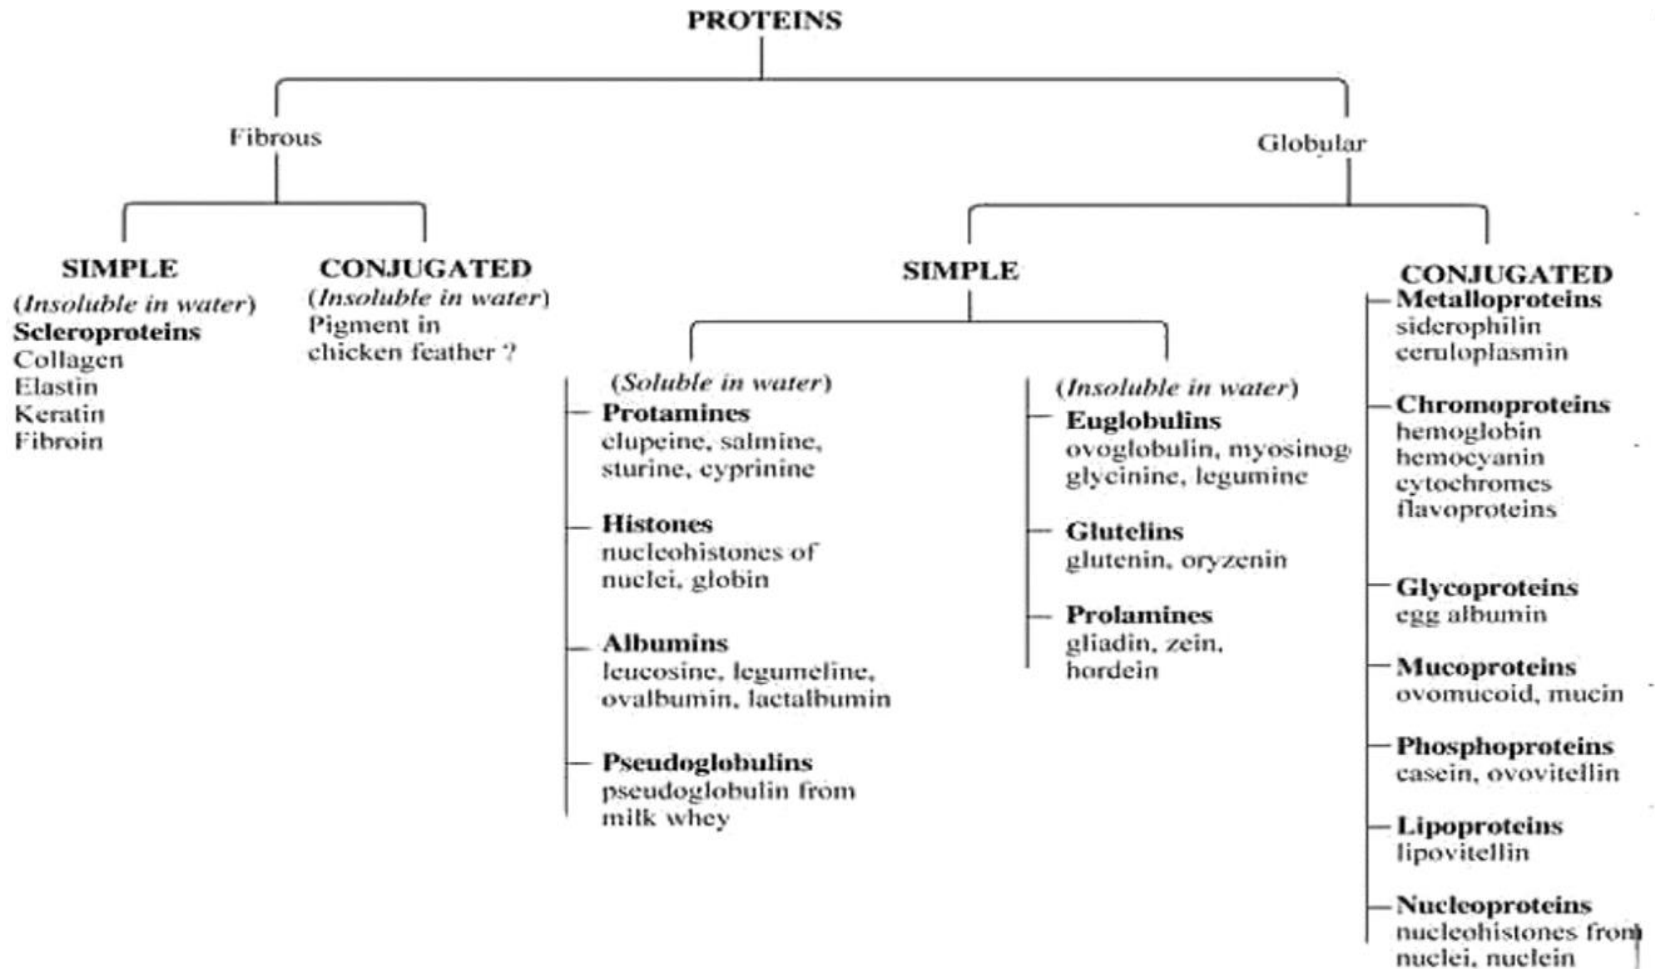 PROTEINS
Fibrous
Globular
SIMPLE
(Insoluble in water)
Scleroproteins
Collagen
Elastin
Keratin
Fibroin
CONJUGATED
(Insoluble in water)
Pigment in
chicken feather ?
SIMPLE
(Soluble in water)
Protamines
clupeine, salmine,
sturine, cyprinine
Histones
nucleohistones of
nuclei, globin
Albumins
leucosine, legumeline,
ovalbumin, lactalbumin
Pseudoglobulins
pseudoglobulin from
milk whey
(Insoluble in water)
Euglobulins
ovoglobulin, myosinog
glycinine, legumine
Glutelins
glutenin, oryzenin
Prolamines
gliadin, zein,
hordein
CONJUGATED
Metalloproteins
siderophilin
ceruloplasmin
Chromoproteins
hemoglobin
hemocyanin
cytochromes
flavoproteins
Glycoproteins
egg albumin
Mucoproteins
ovomucoid, mucin
Phosphoproteins
casein, ovovitellin
Lipoproteins
lipovitellin
Nucleoproteins
nucleohistones from
nuclei, nuclein